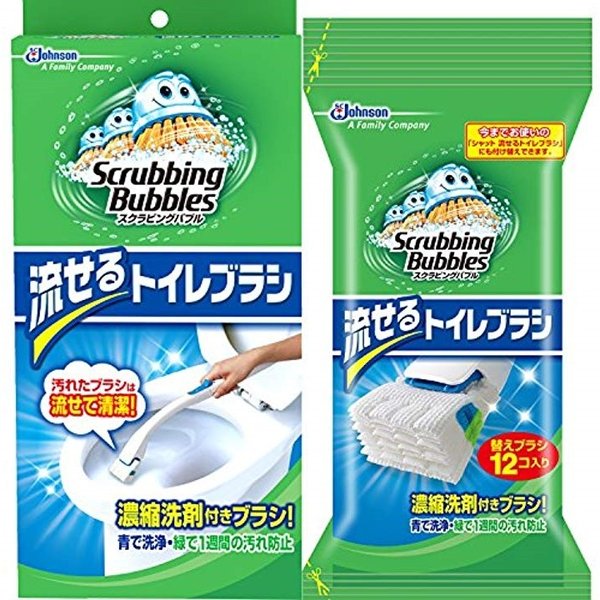 Johnson
A Family Company
Scrubbing
Bubbles
スクラビングバブル
流せるトイレブラシ
汚れたブラシは
流せて清潔!
濃縮洗剤付きブラシ!
青で洗浄・緑で1週間の汚れ防止
Johnson
A Family Company
今までお使いの
「シャット 流せるトイレブラシ」
にも付け替えできます。
Scrubbing
Bubbles
スクラビングバブル
流せるトイレブラシ
替えブラシ
12コ入り
濃縮洗剤付きブラシ!
青で洗浄・緑で1週間の汚れ防止